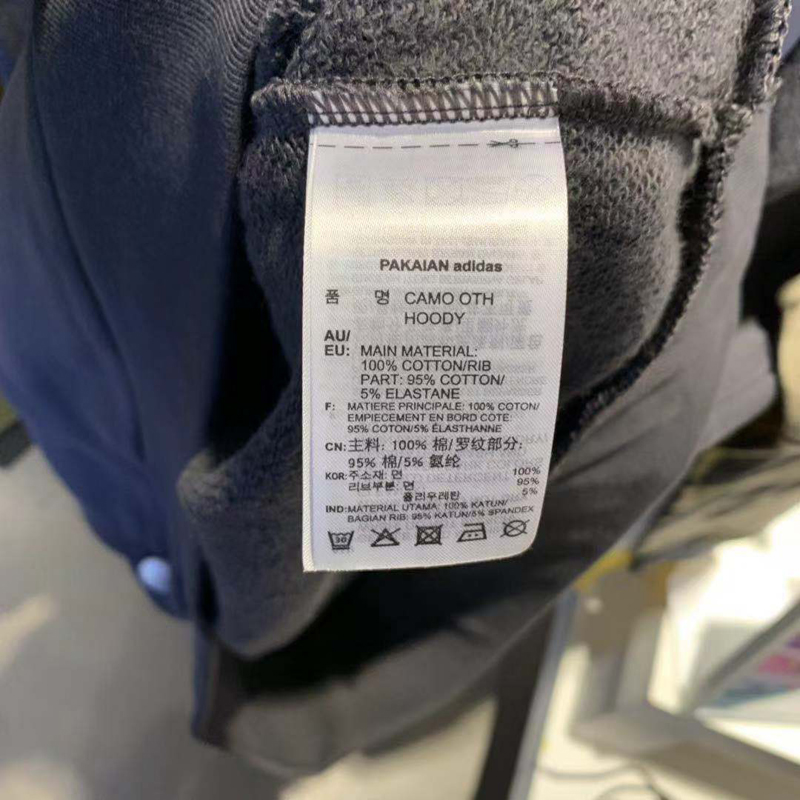 PAKAIAN adidas
품 명 CAMO OTH
HOODY
AU/
EU: MAIN MATERIAL:
100% COTTON/RIB
PART: 95% COTTON/
5% ELASTANE
F: MATIERE PRINCIPALE: 100% COTON/
EMPIECEMENT EN BORD COTE:
95% COTON/5% ÉLASTHANNE
CN: 主料: 100% 棉/罗纹部分:
95% 棉/5% 氨纶
KOR: 주소재: 면 100%
리브부분: 면 95%
폴리우레탄 5%
IND: MATERIAL UTAMA: 100% KATUN/
BAGIAN RIB: 95% KATUN/5% SPANDEX
30